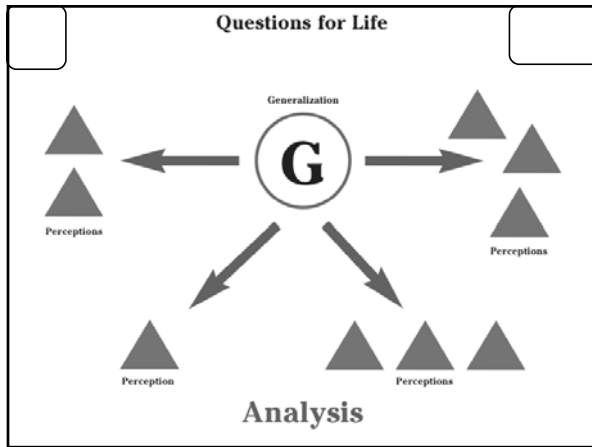 Questions for Life
Generalization
G
Perceptions
Perceptions
Perception
Perceptions
Analysis